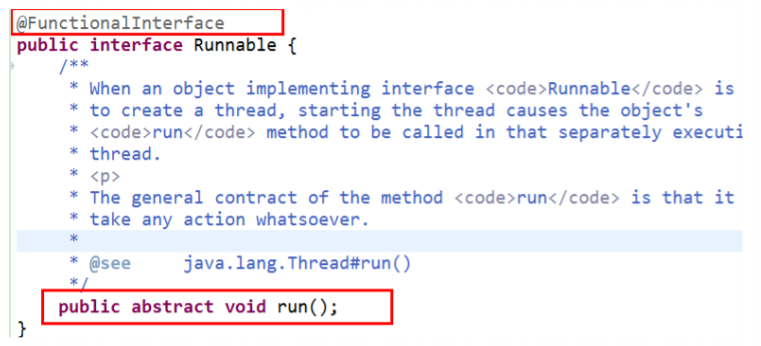 @FunctionalInterface
public interface Runnable {
/**
* When an object implementing interface <code>Runnable</code> is
* to create a thread, starting the thread causes the object's
* <code>run</code> method to be called in that separately executi
* thread.
* <p>
* The general contract of the method <code>run</code> is that it
* take any action whatsoever.
*
* @see java.lang.Thread#run()
*/
public abstract void run();
}